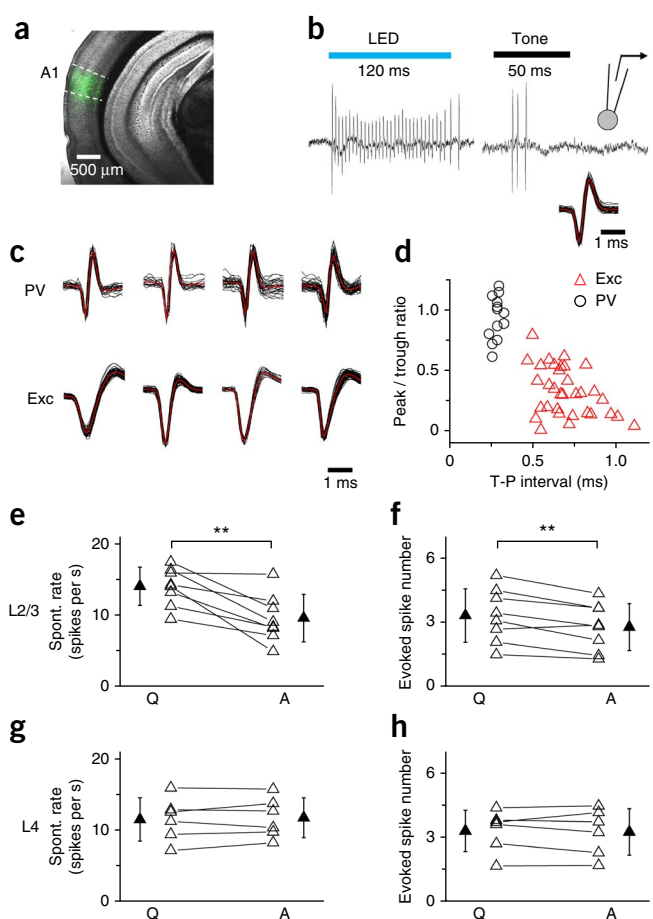 a
A1
500 μm
b
LED
120 ms
Tone
50 ms
1 ms
c
PV
Exc
1 ms
d
Exc
PV
Peak / trough ratio
1.0
0.5
0
0
0.5
1.0
T-P interval (ms)
e
**
L2/3
Spont. rate
(spikes per s)
20
10
0
Q
A
f
**
Evoked spike number
6
3
0
Q
A
g
L4
Spont. rate
(spikes per s)
20
10
0
Q
A
h
Evoked spike number
6
3
0
Q
A